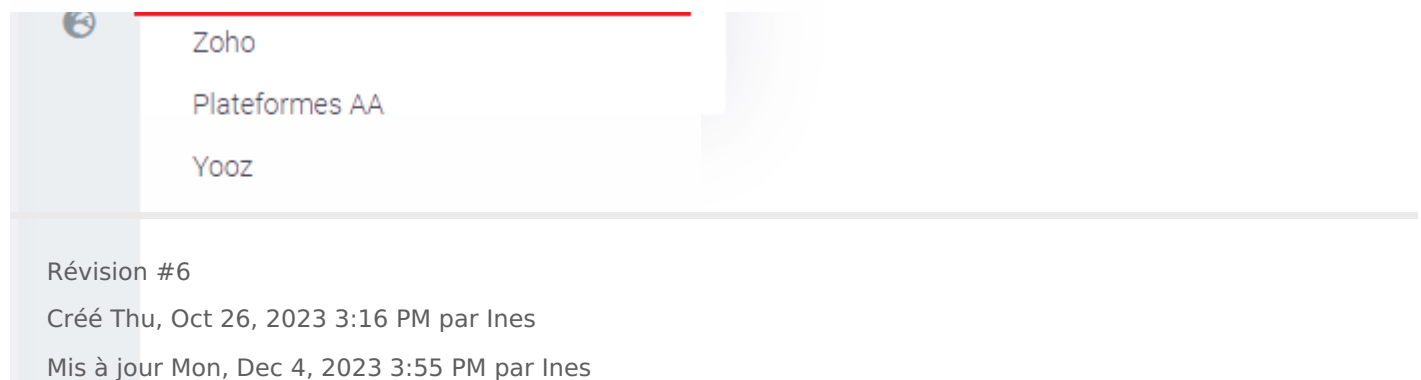 Zoho
Plateformes AA
Yooz
Révision #6
Créé Thu, Oct 26, 2023 3:16 PM par Ines
Mis à jour Mon, Dec 4, 2023 3:55 PM par Ines